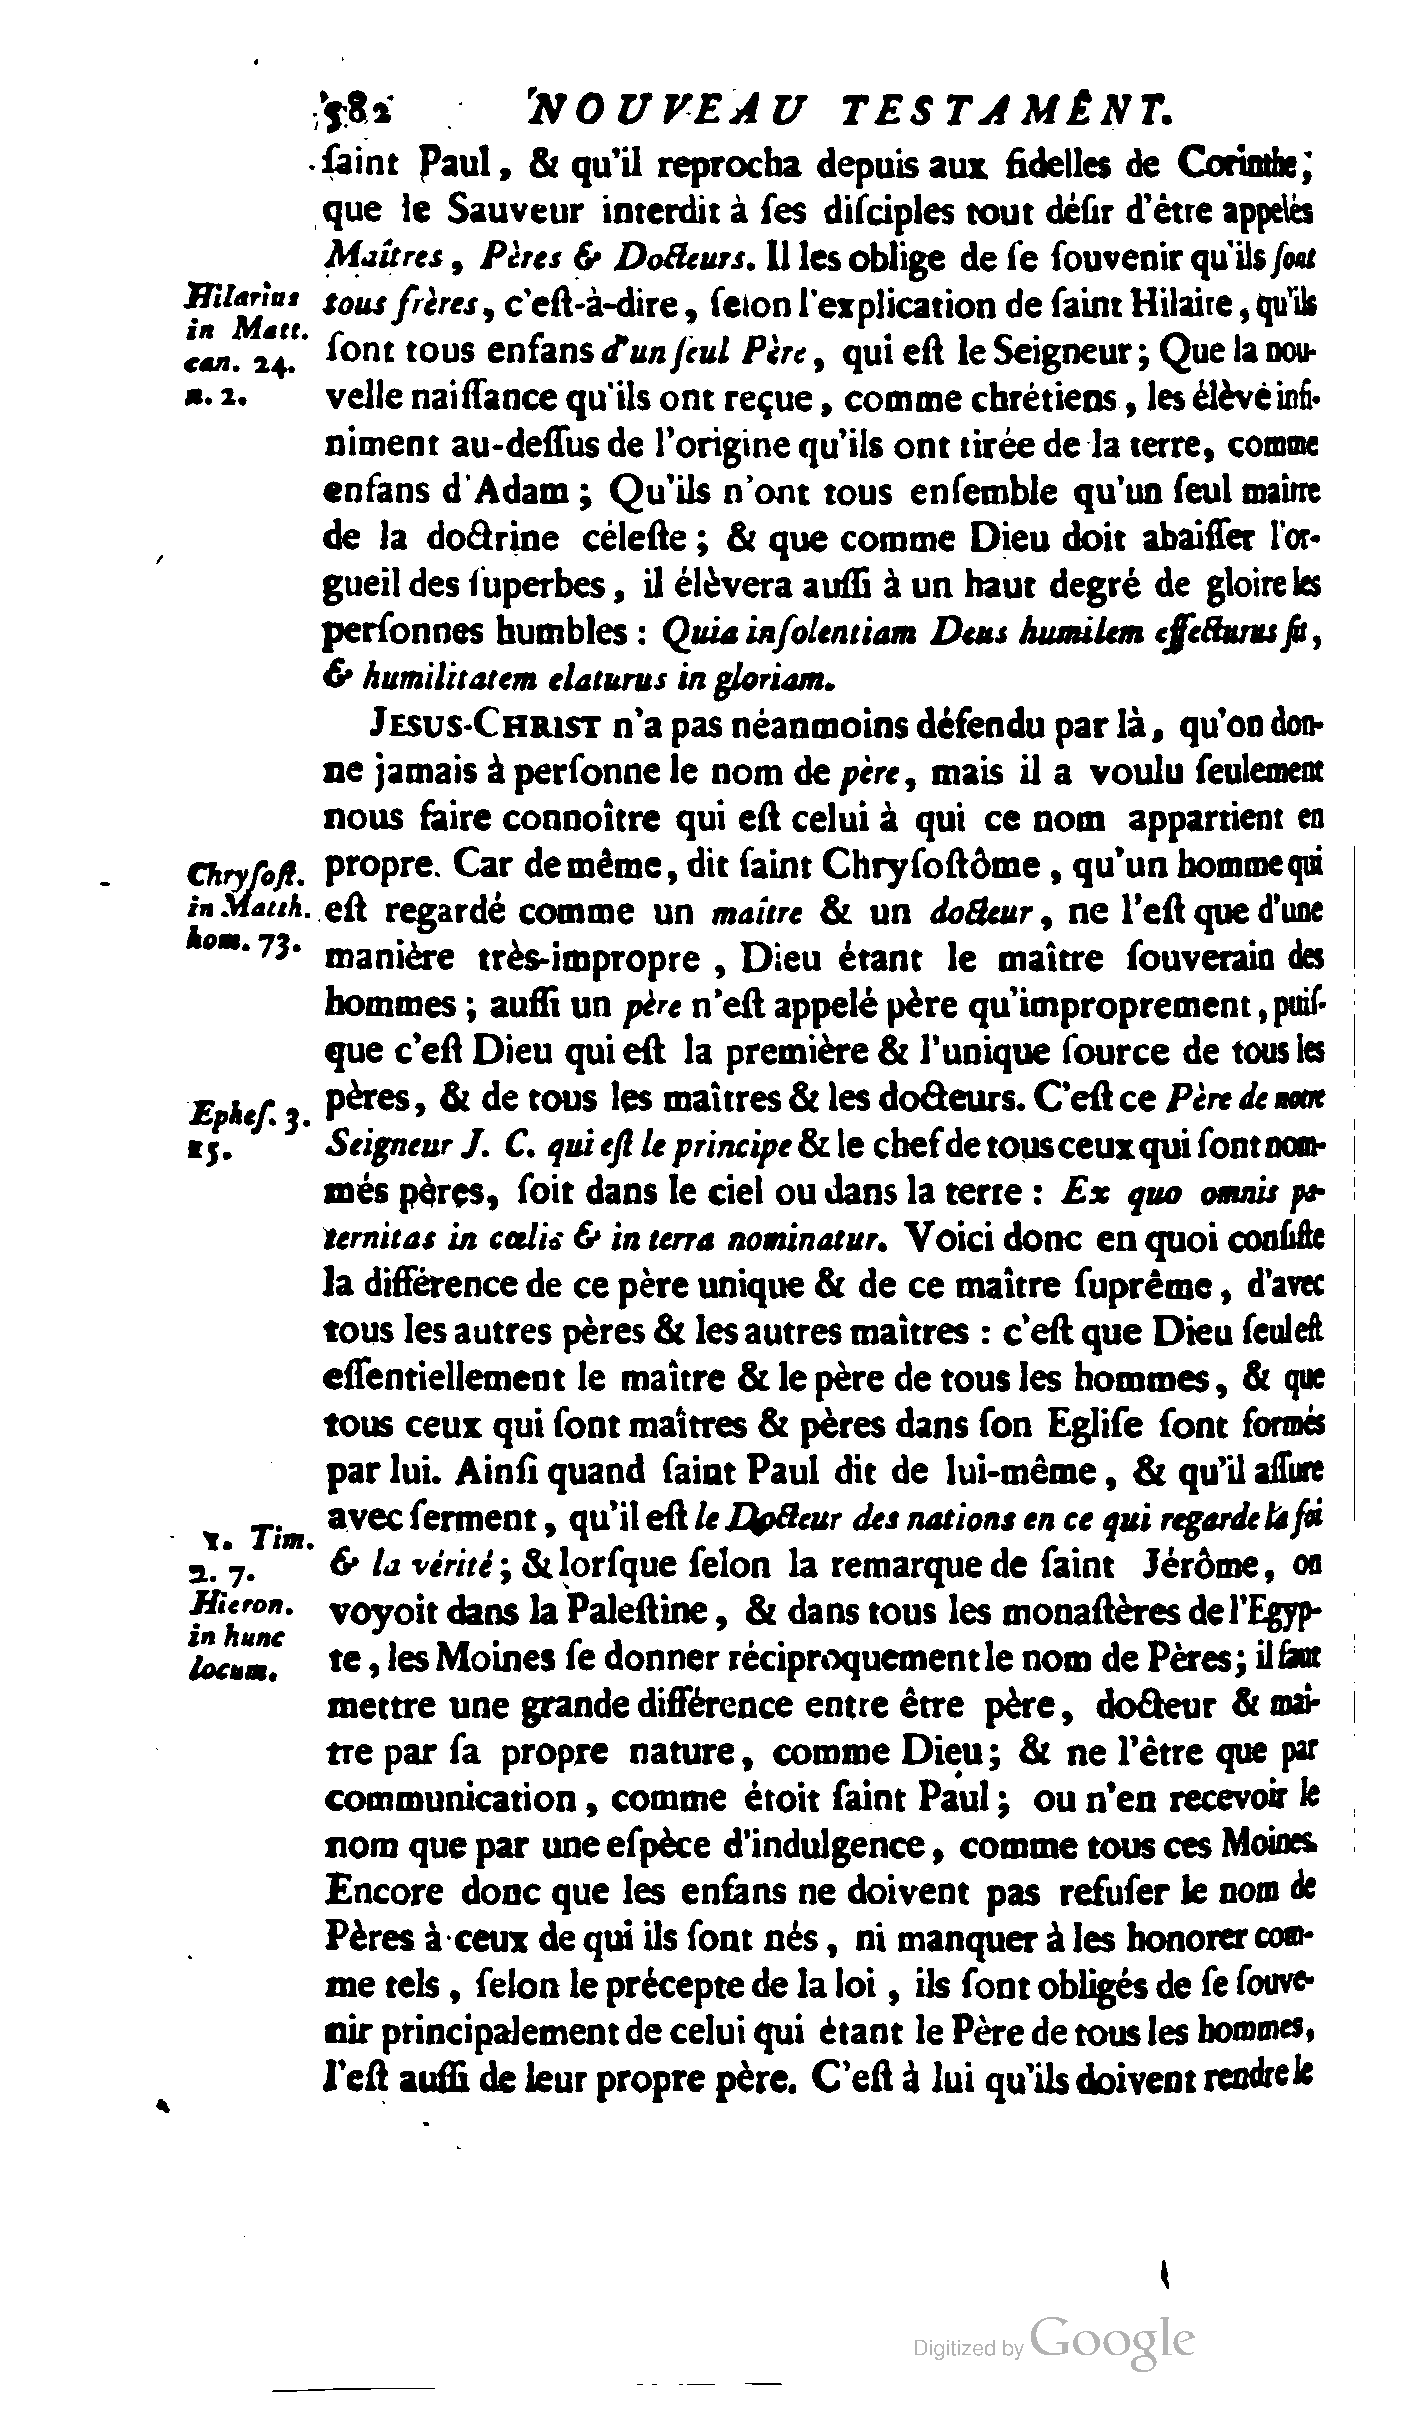 582 NOUVEAU TESTAMENT.
ſaint Paul, & qu'il reprocha depuis aux fidelles de Corinthe;
que le Sauveur interdit à ſes diſciples tout déſir d'être appelés
Maîtres, Pères & Docteurs. Il les oblige de ſe ſouvenir qu'ils ſont
Hilarius
in Matt.
can. 24.
n. 2.
tous frères, c'eſt-à-dire, ſelon l'explication de ſaint Hilaire, qu'ils
ſont tous enfans d'un ſeul Père, qui eſt le Seigneur; Que la nou-
velle naiſſance qu'ils ont reçue, comme chrétiens, les élève infi-
niment au-deſſus de l'origine qu'ils ont tirée de la terre, comme
enfans d'Adam; Qu'ils n'ont tous enſemble qu'un ſeul maitre
de la doctrine céleſte; & que comme Dieu doit abaiſſer l'or-
gueil des ſuperbes, il élèvera auſſi à un haut degré de gloire les
perſonnes humbles : Quia inſolentiam Deus humilem effecturus ſit,
& humilitatem elaturus in gloriam.
JESUS-CHRIST n'a pas néanmoins défendu par là, qu'on don-
ne jamais à perſonne le nom de père, mais il a voulu ſeulement
nous faire connoître qui eſt celui à qui ce nom appartient en
Chryſoſt.
in Matth.
hom. 73.
propre. Car de même, dit ſaint Chryſoſtôme, qu'un homme qui
eſt regardé comme un maître & un docteur, ne l'eſt que d'une
manière très-impropre, Dieu étant le maître ſouverain des
hommes; auſſi un père n'eſt appelé père qu'improprement, puiſ-
que c'eſt Dieu qui eſt la première & l'unique ſource de tous les
Epheſ. 3.
15.
pères, & de tous les maîtres & les docteurs. C'eſt ce Père de notre
Seigneur J. C. qui eſt le principe & le chef de tous ceux qui ſont nom-
més pères, ſoit dans le ciel ou dans la terre : Ex quo omnis pa-
ternitas in cœlis & in terra nominatur. Voici donc en quoi conſiſte
la différence de ce père unique & de ce maître ſuprême, d'avec
tous les autres pères & les autres maîtres : c'eſt que Dieu ſeul eſt
eſſentiellement le maître & le père de tous les hommes, & que
tous ceux qui ſont maîtres & pères dans ſon Egliſe ſont formés
par lui. Ainſi quand ſaint Paul dit de lui-même, & qu'il aſſure
1. Tim.
2. 7.
Hieron.
in hunc
locum.
avec ſerment, qu'il eſt le Docteur des nations en ce qui regarde la foi
& la vérité; & lorſque ſelon la remarque de ſaint Jérôme, on
voyoit dans la Paleſtine, & dans tous les monaſtères de l'Egyp-
te, les Moines ſe donner réciproquement le nom de Pères; il faut
mettre une grande différence entre être père, docteur & maî-
tre par ſa propre nature, comme Dieu; & ne l'être que par
communication, comme étoit ſaint Paul; ou n'en recevoir le
nom que par une eſpèce d'indulgence, comme tous ces Moines.
Encore donc que les enfans ne doivent pas refuſer le nom de
Pères à ceux de qui ils ſont nés, ni manquer à les honorer com-
me tels, ſelon le précepte de la loi, ils ſont obligés de ſe ſouve-
nir principalement de celui qui étant le Père de tous les hommes,
l'eſt auſſi de leur propre père. C'eſt à lui qu'ils doivent rendre le
Digitized by Google